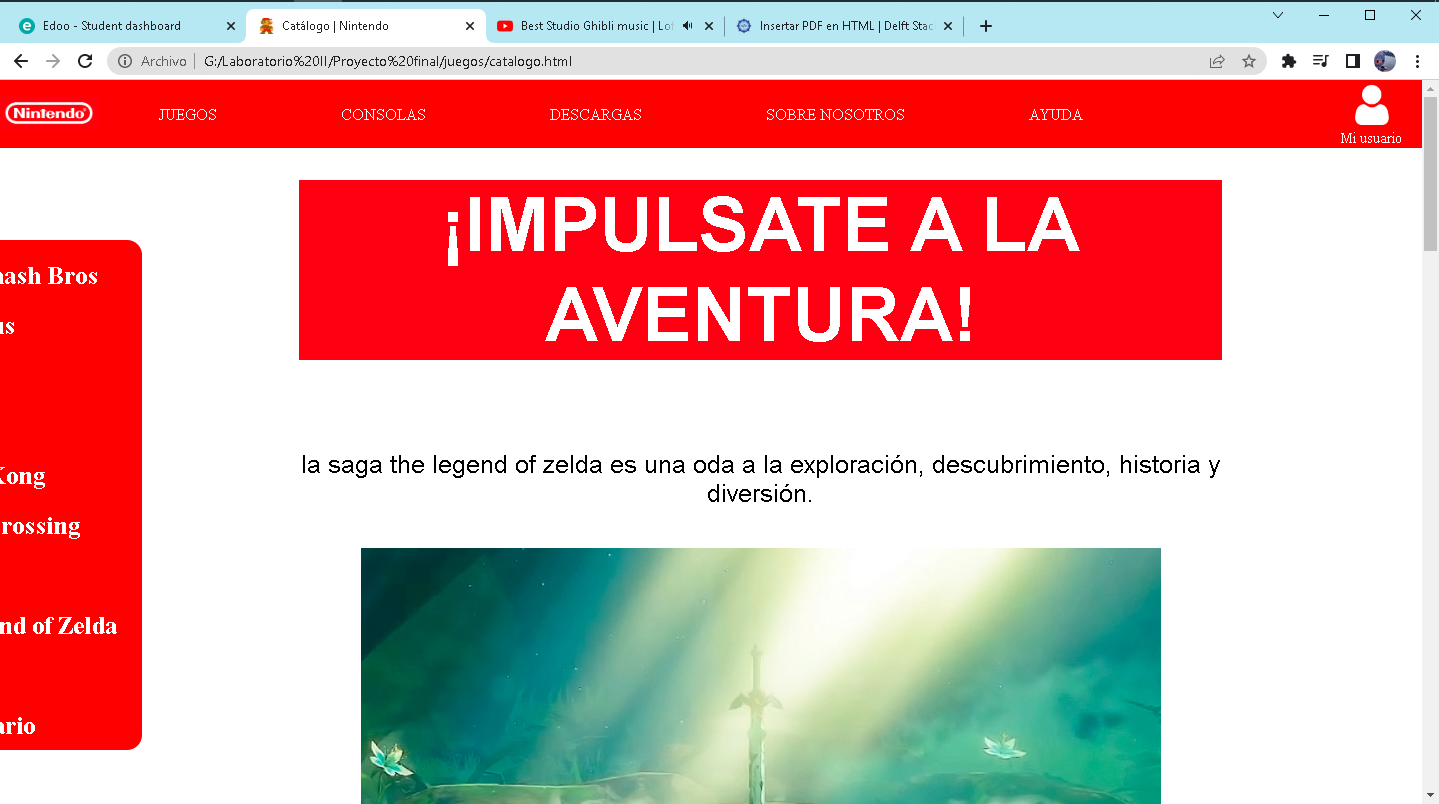 Edoo - Student dashboard
Catálogo | Nintendo
Best Studio Ghibli music | Lof
Insertar PDF en HTML | Delft Stac
Archivo
G:/Laboratorio%20II/Proyecto%20final/juegos/catalogo.html
Nintendo
JUEGOS
CONSOLAS
DESCARGAS
SOBRE NOSOTROS
AYUDA
Mi usuario
¡IMPULSATE A LA
AVENTURA!
ash Bros
us
Kong
rossing
nd of Zelda
ario
la saga the legend of zelda es una oda a la exploración, descubrimiento, historia y
diversión.